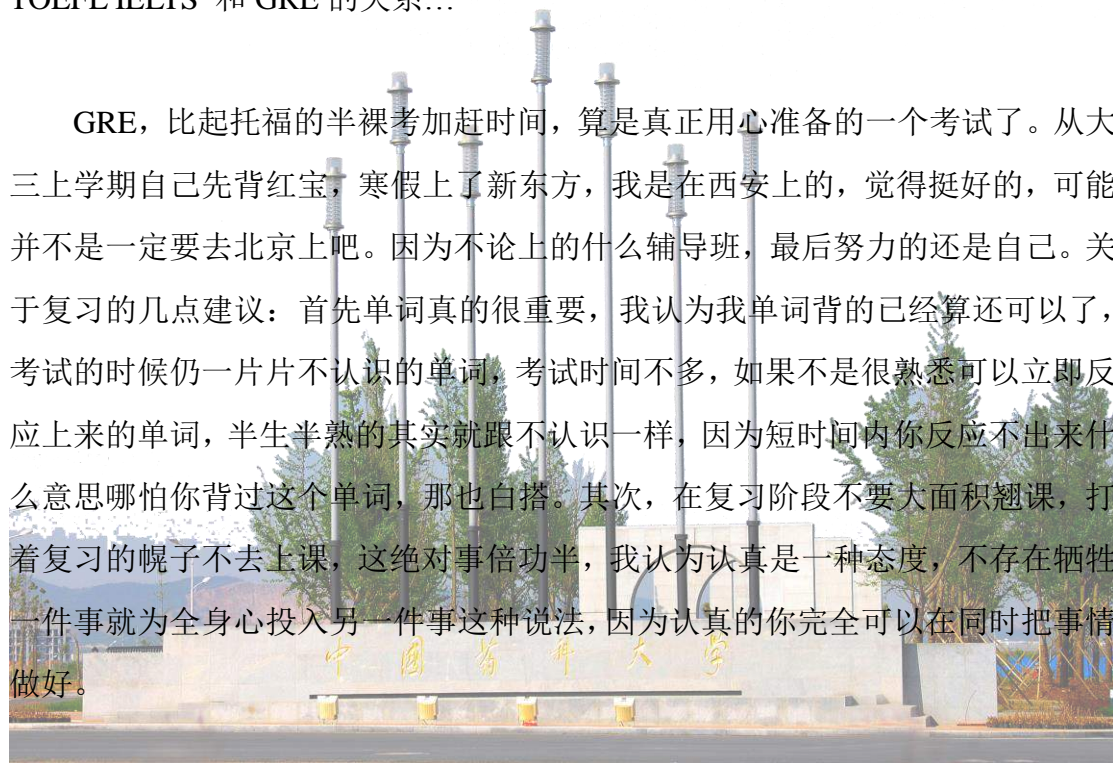 TOEFL IELTS 和 GRE 的关系…
GRE，比起托福的半裸考加赶时间，算是真正用心准备的一个考试了。从大
三上学期自己先背红宝，寒假上了新东方，我是在西安上的，觉得挺好的，可能
并不是一定要去北京上吧。因为不论上的什么辅导班，最后努力的还是自己。关
于复习的几点建议：首先单词真的很重要，我认为我单词背的已经算还可以了，
考试的时候仍一片片不认识的单词，考试时间不多，如果不是很熟悉可以立即反
应上来的单词，半生半熟的其实就跟不认识一样，因为短时间内你反应不出来什
么意思哪怕你背过这个单词，那也白搭。其次，在复习阶段不要大面积翘课，打
着复习的幌子不去上课，这绝对事倍功半，我认为认真是一种态度，不存在牺牲
一件事就为全身心投入另一件事这种说法，因为认真的你完全可以在同时把事情
中国药科大学
做好。